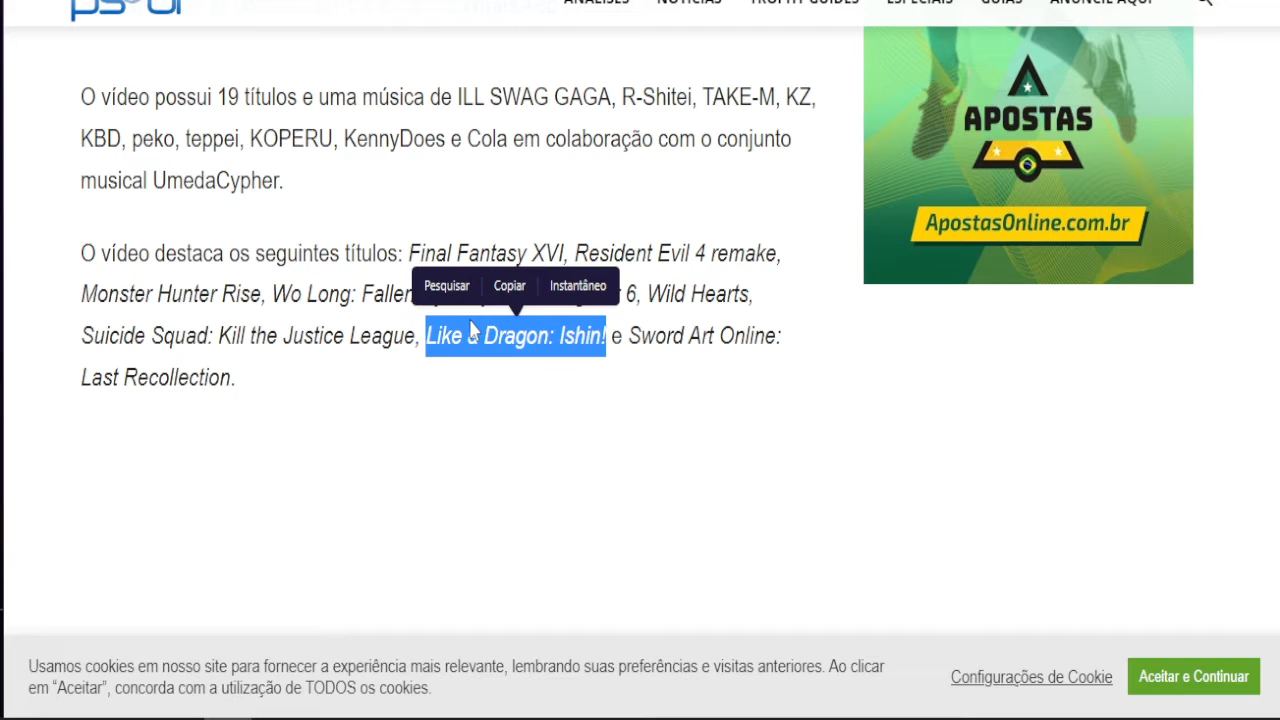 ANÁLISES NOTÍCIAS TROPHY GUIDES ESPECIAIS GUIAS ANUNCIE AQUI
O vídeo possui 19 títulos e uma música de ILL SWAG GAGA, R-Shitei, TAKE-M, KZ,
KBD, peko, teppei, KOPERU, KennyDoes e Cola em colaboração com o conjunto
musical UmedaCypher.
O vídeo destaca os seguintes títulos: Final Fantasy XVI, Resident Evil 4 remake,
Pesquisar Copiar Instantâneo
Monster Hunter Rise, Wo Long: Fallen 6, Wild Hearts,
Suicide Squad: Kill the Justice League, Like a Dragon: Ishin! e Sword Art Online:
Last Recollection.
APOSTAS
ApostasOnline.com.br
Usamos cookies em nosso site para fornecer a experiência mais relevante, lembrando suas preferências e visitas anteriores. Ao clicar
em “Aceitar”, concorda com a utilização de TODOS os cookies.
Configurações de Cookie
Aceitar e Continuar